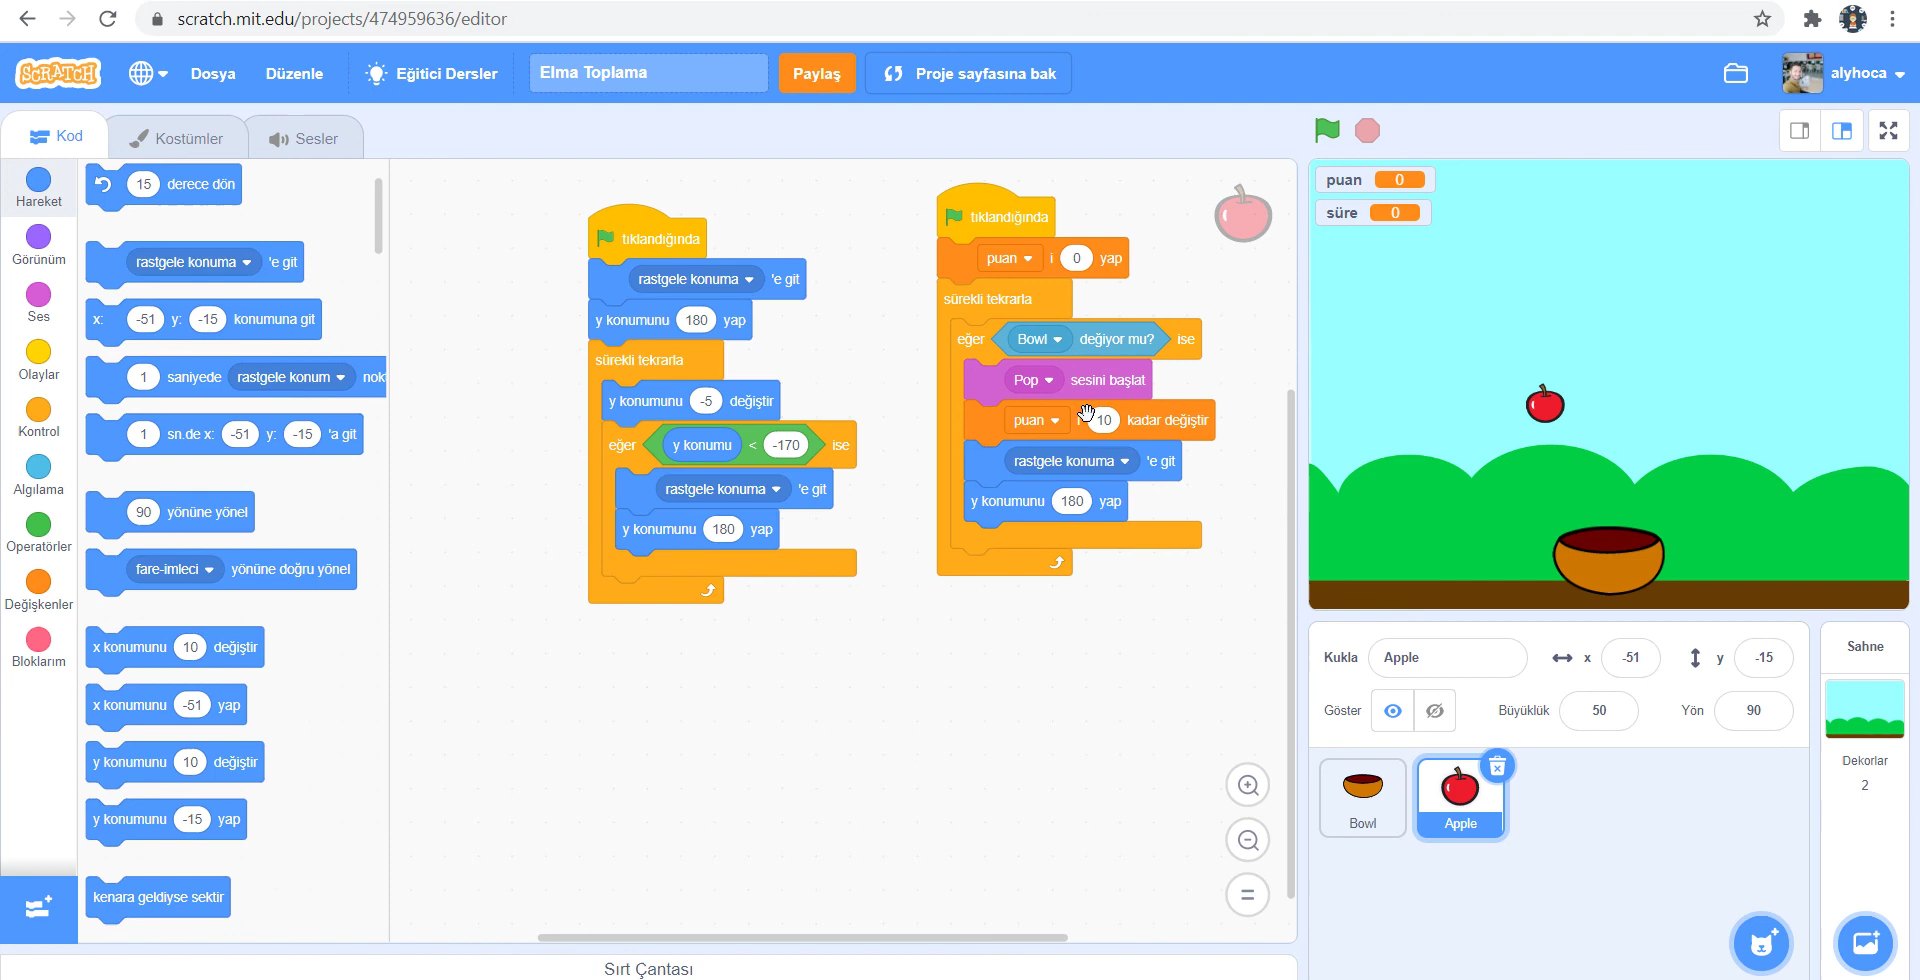 scratch.mit.edu/projects/474959636/editor
SCRATCH Dosya Düzenle Eğitici Dersler Elma Toplama Paylaş Proje sayfasına bak alyhoca
Kod Kostümler Sesler
Hareket
Görünüm
Ses
Olaylar
Kontrol
Algılama
Operatörler
Değişkenler
Bloklarım
15 derece dön
rastgele konuma 'e git
x: -51 y: -15 konumuna git
1 saniyede rastgele konum
1 sn.de x: -51 y: -15 'a git
90 yönüne yönel
fare-imleci yönüne doğru yönel
x konumunu 10 değiştir
x konumunu -51 yap
y konumunu 10 değiştir
y konumunu -15 yap
kenara geldiyse sektir
tıklandığında
rastgele konuma 'e git
y konumunu 180 yap
sürekli tekrarla
y konumunu -5 değiştir
eğer y konumu < -170 ise
rastgele konuma 'e git
y konumunu 180 yap
tıklandığında
puan i 0 yap
sürekli tekrarla
eğer Bowl değiyor mu? ise
Pop sesini başlat
puan i 10 kadar değiştir
rastgele konuma 'e git
y konumunu 180 yap
puan 0
süre 0
Kukla Apple x -51 y -15
Göster Büyüklük 50 Yön 90
Bowl
Apple
Sahne
Dekorlar
2
Sırt Çantası